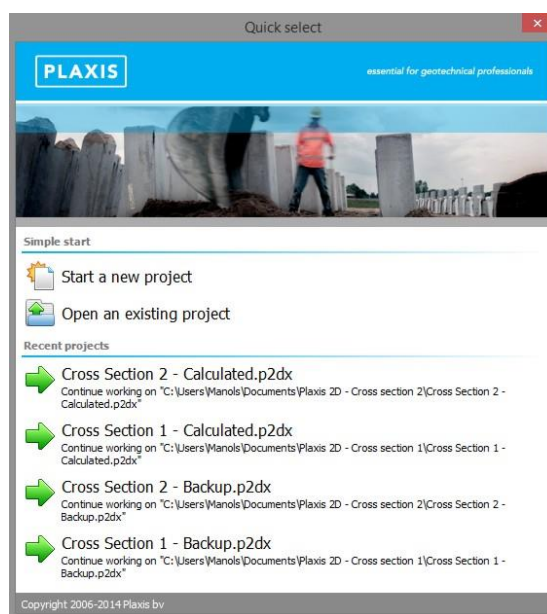 Quick select
PLAXIS
essential for geotechnical professionals
Simple start
Start a new project
Open an existing project
Recent projects
Cross Section 2 - Calculated.p2dx
Continue working on "C:\Users\Manols\Documents\Plaxis 2D - Cross section 2\Cross Section 2 -
Calculated.p2dx"
Cross Section 1 - Calculated.p2dx
Continue working on "C:\Users\Manols\Documents\Plaxis 2D - Cross section 1\Cross Section 1 -
Calculated.p2dx"
Cross Section 2 - Backup.p2dx
Continue working on "C:\Users\Manols\Documents\Plaxis 2D - Cross section 2\Cross Section 2 -
Backup.p2dx"
Cross Section 1 - Backup.p2dx
Continue working on "C:\Users\Manols\Documents\Plaxis 2D - Cross section 1\Cross Section 1 -
Backup.p2dx"
Copyright 2006-2014 Plaxis bv